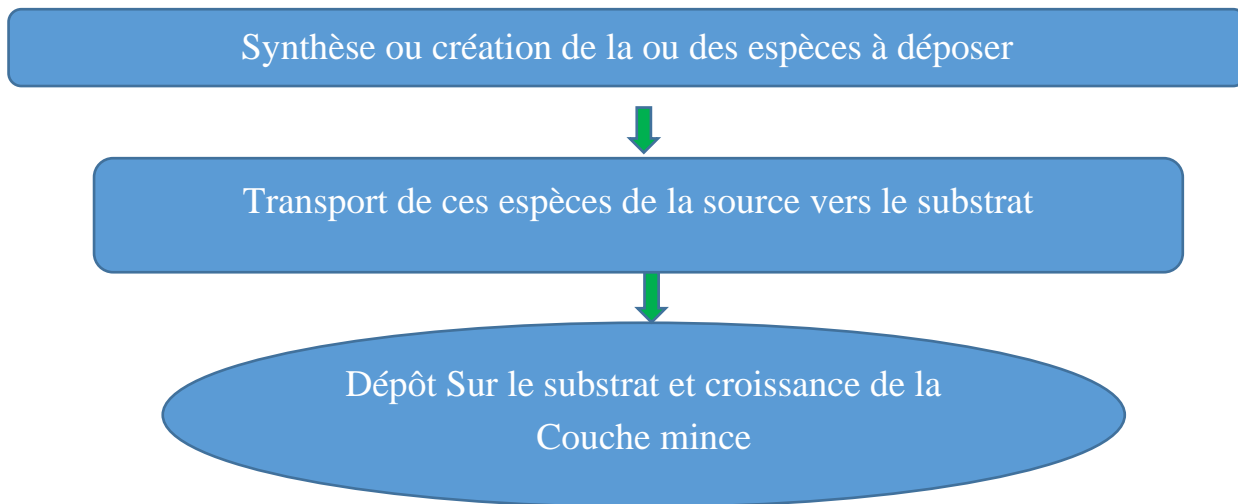 Synthèse ou création de la ou des espèces à déposer
Transport de ces espèces de la source vers le substrat
Dépôt Sur le substrat et croissance de la
Couche mince